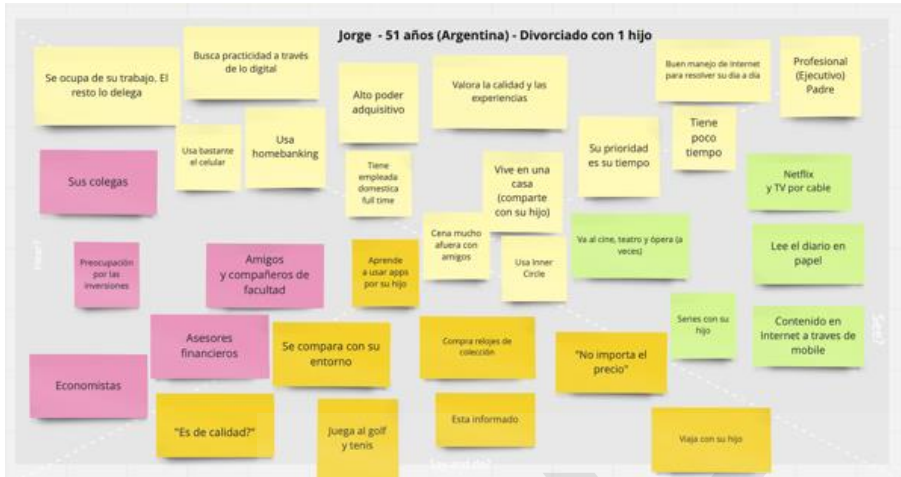 Jorge - 51 años (Argentina) - Divorciado con 1 hijo
Se ocupa de su trabajo. El
resto lo delega
Busca practicidad a través
de lo digital
Alto poder
adquisitivo
Valora la calidad y las
experiencias
Buen manejo de Internet
para resolver su dia a día
Profesional
(Ejecutivo)
Padre
Usa bastante
el celular
Usa
homebanking
Tiene
empleada
domestica
full time
Vive en una
casa
(comparte
con su hijo)
Su prioridad
es su tiempo
Tiene
poco
tiempo
Sus colegas
Netflix
y TV por cable
Cena mucho
afuera con
amigos
Usa Inner
Circle
Va al cine, teatro y ópera (a
veces)
Lee el diario en
papel
Preocupación
por las
inversiones
Amigos
y compañeros de
facultad
Aprende
a usar apps
por su hijo
Series con su
hijo
Contenido en
Internet a traves de
mobile
See?
Asesores
financieros
Se compara con su
entorno
Compra relojes de
colección
"No importa el
precio"
Economistas
"Es de calidad?"
Juega al golf
y tenis
Esta informado
Viaja con su hijo